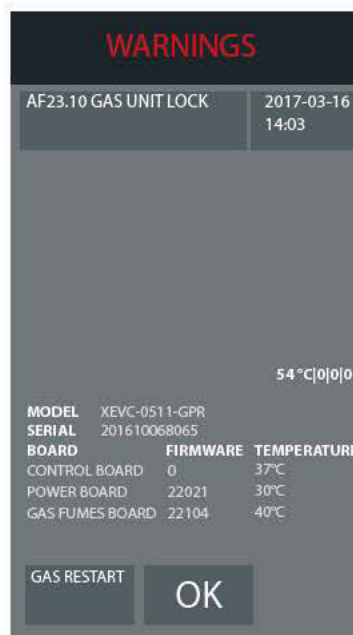 WARNINGS
AF23.10 GAS UNIT LOCK 2017-03-16
14:03
54°C|0|0|0
MODEL XEVC-0511-GPR
SERIAL 201610068065
BOARD FIRMWARE TEMPERATURE
CONTROL BOARD 0 37°C
POWER BOARD 22021 30°C
GAS FUMES BOARD 22104 40°C
GAS RESTART OK